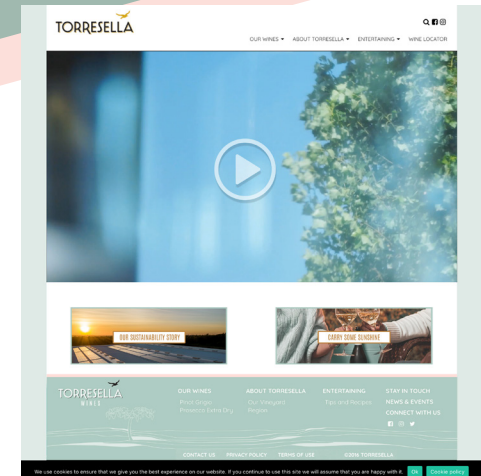 TORRESELLA
OUR WINES ABOUT TORRESELLA ENTERTAINING WINE LOCATOR
OUR SUSTAINABILITY STORY
CARRY SOME SUNSHINE
TORRESELLA
WINES
OUR WINES
Pinot Grigio
Prosecco Extra Dry
ABOUT TORRESELLA
Our Vineyard
Region
ENTERTAINING
Tips and Recipes
STAY IN TOUCH
NEWS & EVENTS
CONNECT WITH US
CONTACT US PRIVACY POLICY TERMS OF USE ©2019 TORRESELLA
We use cookies to ensure that we give you the best experience on our website. If you continue to use this site we will assume that you are happy with it. Ok Cookie policy